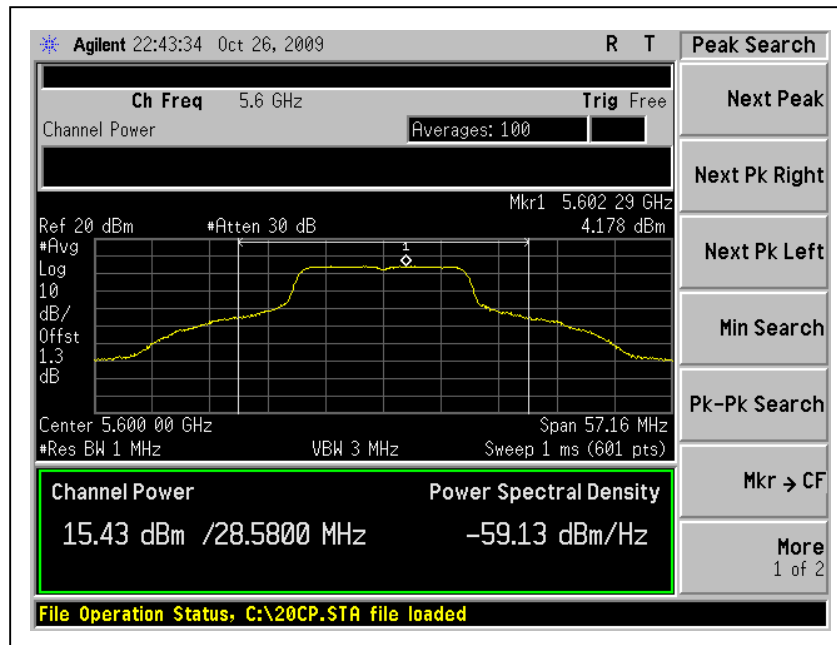 Agilent 22:43:34 Oct 26, 2009 R T
Peak Search
Ch Freq 5.6 GHz Trig Free
Channel Power Averages: 100
Mkr1 5.602 29 GHz
Ref 20 dBm #Atten 30 dB 4.178 dBm
#Avg
Log
10
dB/
Offst
1.3
dB
1
Center 5.600 00 GHz Span 57.16 MHz
#Res BW 1 MHz VBW 3 MHz Sweep 1 ms (601 pts)
Channel Power Power Spectral Density
15.43 dBm /28.5800 MHz -59.13 dBm/Hz
File Operation Status, C:\20CP.STA file loaded
Next Peak
Next Pk Right
Next Pk Left
Min Search
Pk-Pk Search
Mkr → CF
More
1 of 2